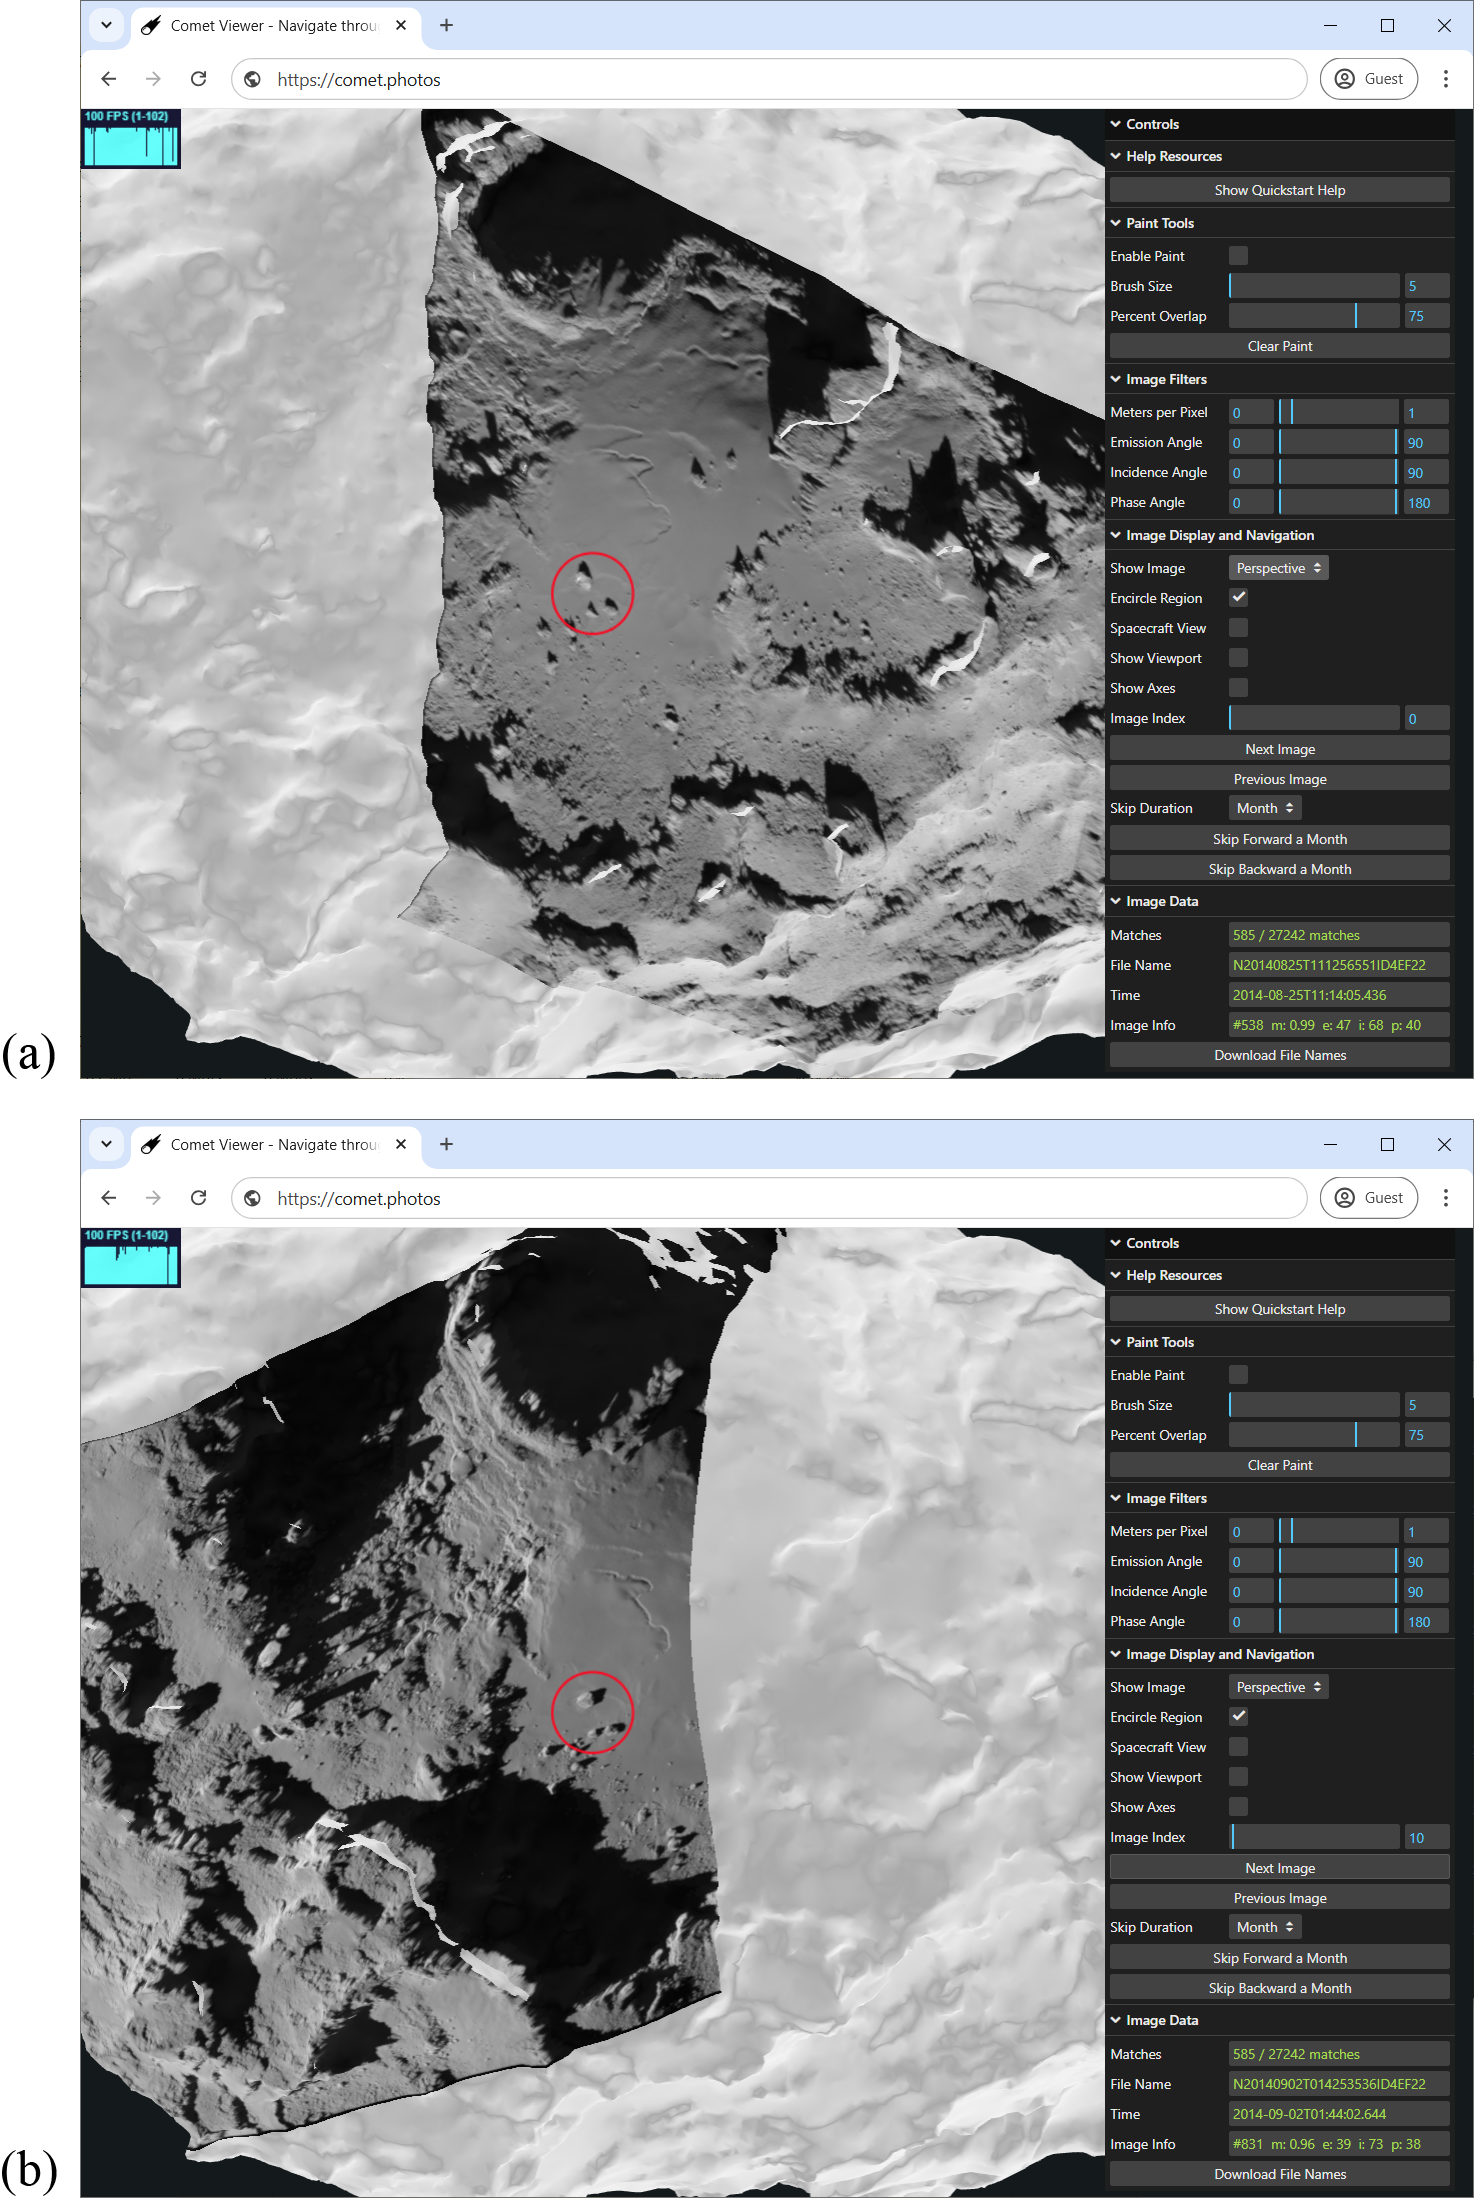 Comet Viewer - Navigate throu
https://comet.photos
Guest
100 FPS (1-102)
Controls
Help Resources
Show Quickstart Help
Paint Tools
Enable Paint
Brush Size 5
Percent Overlap 75
Clear Paint
Image Filters
Meters per Pixel 0 1
Emission Angle 0 90
Incidence Angle 0 90
Phase Angle 0 180
Image Display and Navigation
Show Image Perspective
Encircle Region
Spacecraft View
Show Viewport
Show Axes
Image Index 0
Next Image
Previous Image
Skip Duration Month
Skip Forward a Month
Skip Backward a Month
Image Data
Matches 585 / 27242 matches
File Name N20140825T111256551ID4EF22
Time 2014-08-25T11:14:05.436
Image Info #538 m: 0.99 e: 47 i: 68 p: 40
Download File Names
(a)
Comet Viewer - Navigate throu
https://comet.photos
Guest
100 FPS (1-102)
Controls
Help Resources
Show Quickstart Help
Paint Tools
Enable Paint
Brush Size 5
Percent Overlap 75
Clear Paint
Image Filters
Meters per Pixel 0 1
Emission Angle 0 90
Incidence Angle 0 90
Phase Angle 0 180
Image Display and Navigation
Show Image Perspective
Encircle Region
Spacecraft View
Show Viewport
Show Axes
Image Index 10
Next Image
Previous Image
Skip Duration Month
Skip Forward a Month
Skip Backward a Month
Image Data
Matches 585 / 27242 matches
File Name N20140902T014253536ID4EF22
Time 2014-09-02T01:44:02.644
Image Info #831 m: 0.96 e: 39 i: 73 p: 38
Download File Names
(b)